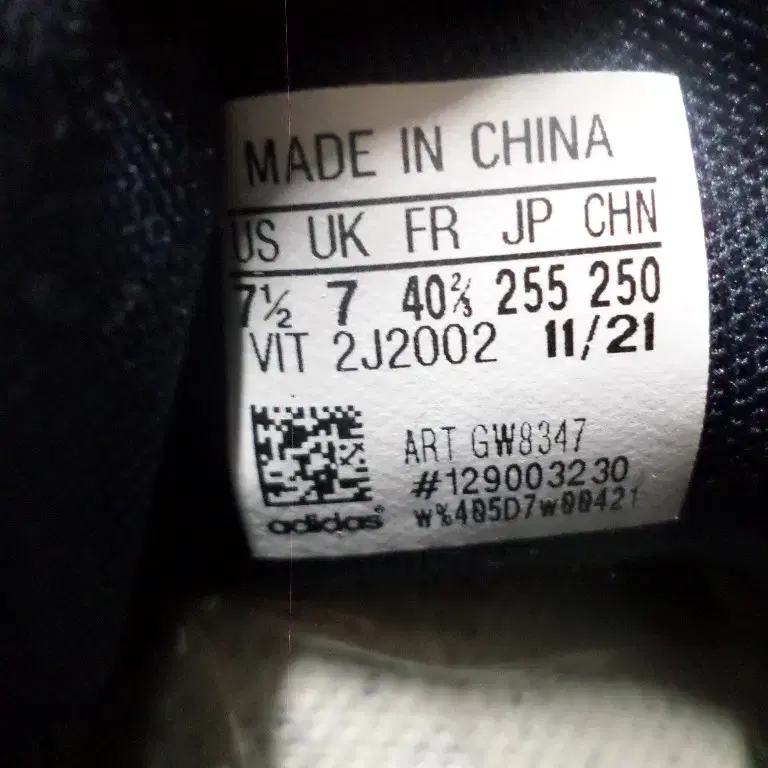 MADE IN CHINA
US UK FR JP CHN
7½ 7 40⅔ 255 250
VIT 2J2002 11/21
ART GW8347
#129003230
w%405D7w00421
adidas®